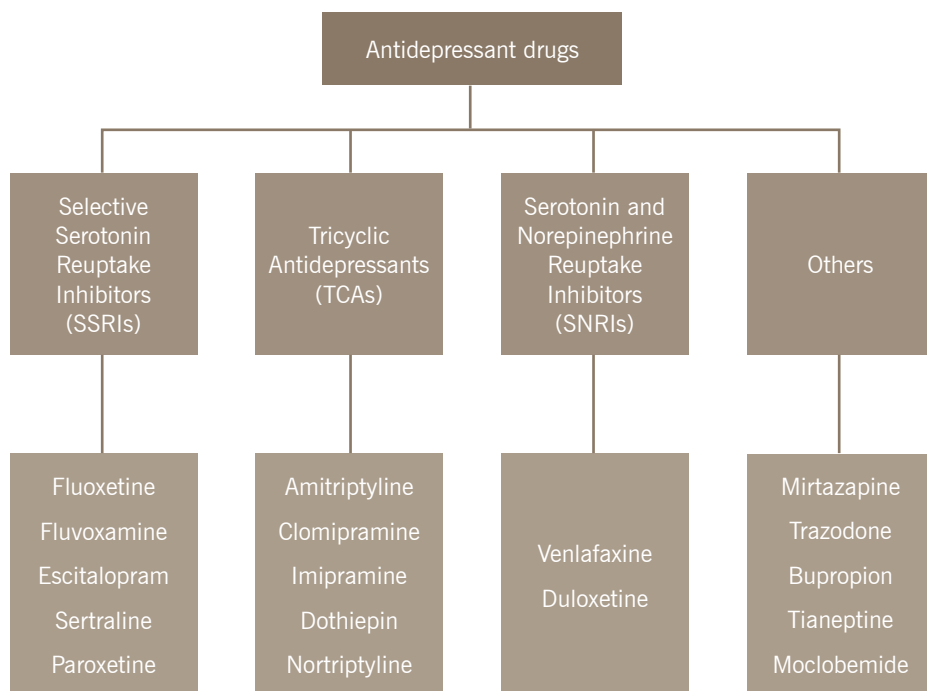 Antidepressant drugs
Selective
Serotonin
Reuptake
Inhibitors
(SSRIs)
Tricyclic
Antidepressants
(TCAs)
Serotonin and
Norepinephrine
Reuptake
Inhibitors
(SNRIs)
Others
Fluoxetine
Fluvoxamine
Escitalopram
Sertraline
Paroxetine
Amitriptyline
Clomipramine
Imipramine
Dothiepin
Nortriptyline
Venlafaxine
Duloxetine
Mirtazapine
Trazodone
Bupropion
Tianeptine
Moclobemide